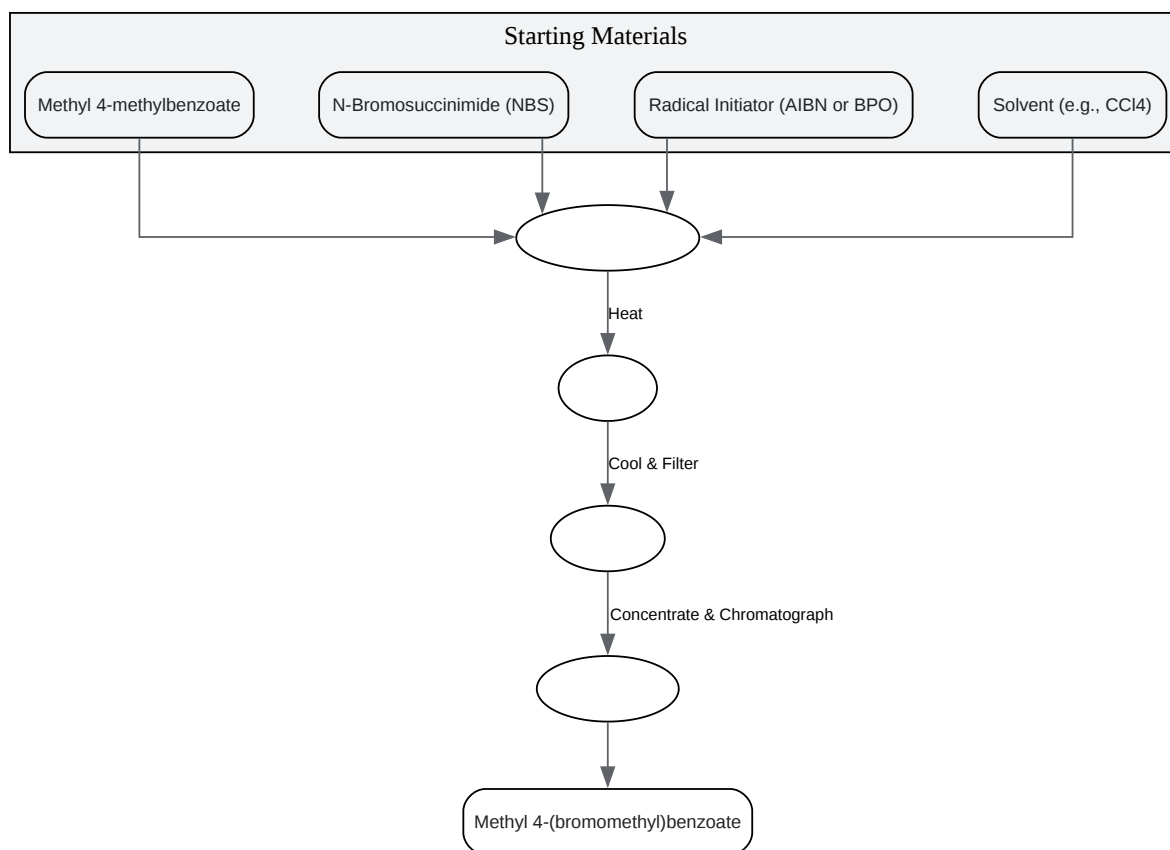 Starting Materials
Methyl 4-methylbenzoate
N-Bromosuccinimide (NBS)
Radical Initiator (AIBN or BPO)
Solvent (e.g., CCl4)
Heat
Cool & Filter
Concentrate & Chromatograph
Methyl 4-(bromomethyl)benzoate